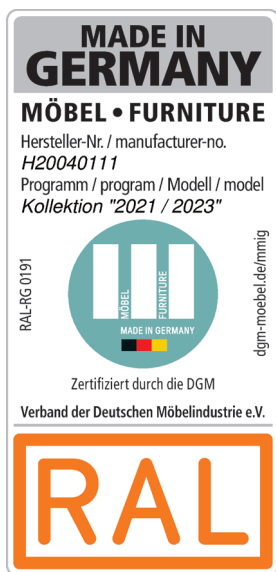 MADE IN
GERMANY
MÖBEL • FURNITURE
Hersteller-Nr. / manufacturer-no.
H20040111
Programm / program / Modell / model
Kollektion "2021 / 2023"
RAL-RG 0191
MÖBEL
FURNITURE
MADE IN GERMANY
dgm-moebel.de/mmig
Zertifiziert durch die DGM
Verband der Deutschen Möbelindustrie e.V.
RAL